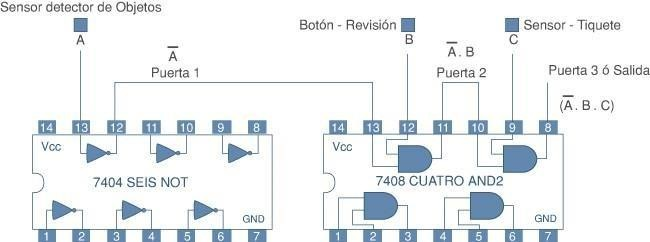 Sensor detector de Objetos
A
A
Puerta 1
Botón - Revisión
B
A . B
Puerta 2
C
Sensor - Tiquete
Puerta 3 ó Salida
(A . B . C)
14 13 12 11 10 9 8
Vcc
7404 SEIS NOT
GND
1 2 3 4 5 6 7
14 13 12 11 10 9 8
Vcc
7408 CUATRO AND2
GND
1 2 3 4 5 6 7